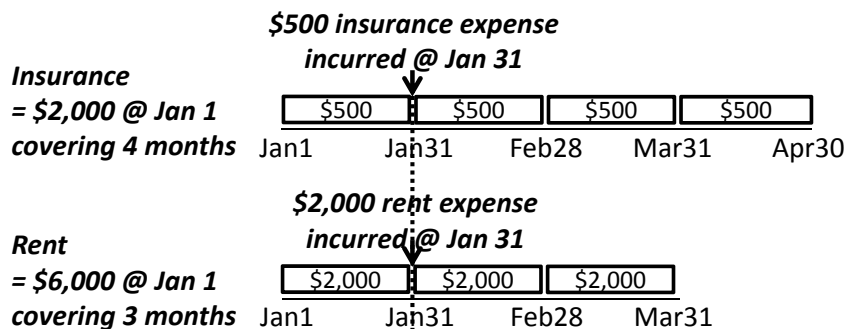 $500 insurance expense
incurred @ Jan 31
Insurance
= $2,000 @ Jan 1
covering 4 months
$500 $500 $500 $500
Jan1 Jan31 Feb28 Mar31 Apr30
$2,000 rent expense
incurred @ Jan 31
Rent
= $6,000 @ Jan 1
covering 3 months
$2,000 $2,000 $2,000
Jan1 Jan31 Feb28 Mar31